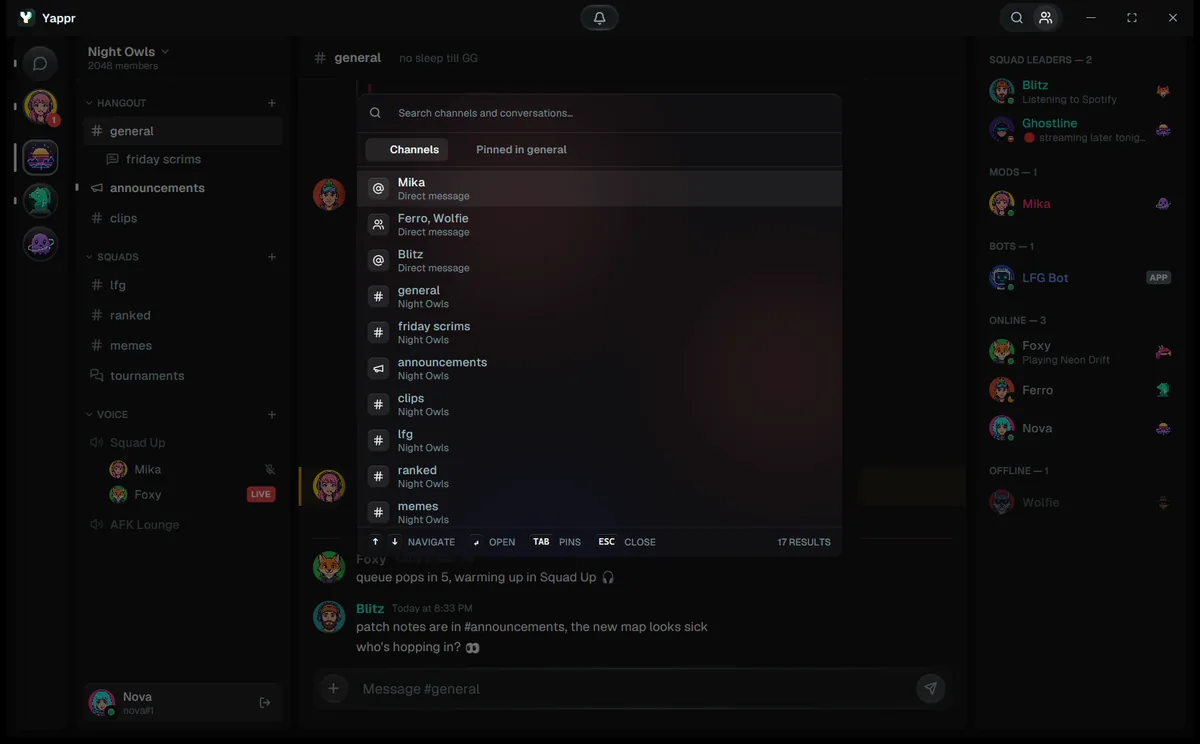 Yappr
Night Owls
2048 members
HANGOUT
# general
friday scrims
announcements
# clips
SQUADS
# lfg
# ranked
# memes
tournaments
VOICE
Squad Up
Mika
Foxy
LIVE
AFK Lounge
Nova
nova#1
1
# general
no sleep till GG
Search channels and conversations…
Channels
Pinned in general
@ Mika
Direct message
Ferro, Wolfie
Direct message
@ Blitz
Direct message
# general
Night Owls
# friday scrims
Night Owls
announcements
Night Owls
# clips
Night Owls
# lfg
Night Owls
# ranked
Night Owls
# memes
Night Owls
↑ ↓ NAVIGATE
OPEN
TAB PINS
ESC CLOSE
17 RESULTS
Foxy
queue pops in 5, warming up in Squad Up 🎧
Blitz Today at 8:33 PM
patch notes are in #announcements, the new map looks sick
who's hopping in? 👀
Message #general
SQUAD LEADERS — 2
Blitz
Listening to Spotify
Ghostline
🔴 streaming later tonig…
MODS — 1
Mika
BOTS — 1
LFG Bot
APP
ONLINE — 3
Foxy
Playing Neon Drift
Ferro
Nova
OFFLINE — 1
Wolfie